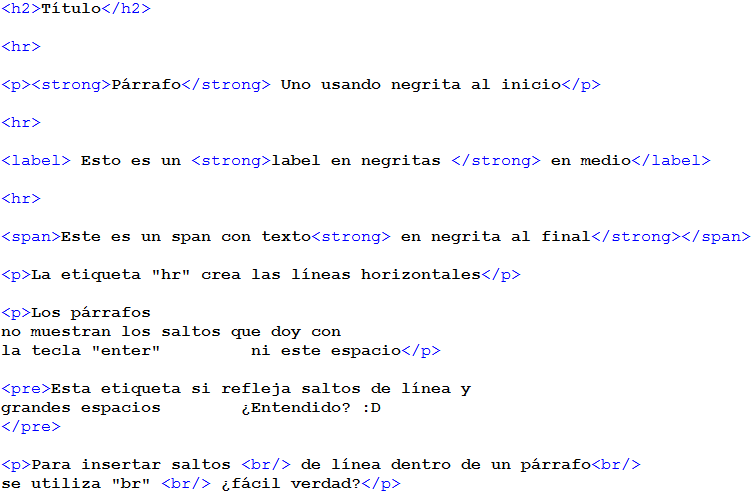 <h2>Título</h2>
<hr>
<p><strong>Párrafo</strong> Uno usando negrita al inicio</p>
<hr>
<label> Esto es un <strong>label en negritas </strong> en medio</label>
<hr>
<span>Este es un span con texto<strong> en negrita al final</strong></span>
<p>La etiqueta "hr" crea las líneas horizontales</p>
<p>Los párrafos
no muestran los saltos que doy con
la tecla "enter"         ni este espacio</p>
<pre>Esta etiqueta si refleja saltos de línea y
grandes espacios        ¿Entendido? :D
</pre>
<p>Para insertar saltos <br/> de línea dentro de un párrafo<br/>
se utiliza "br" <br/> ¿fácil verdad?</p>